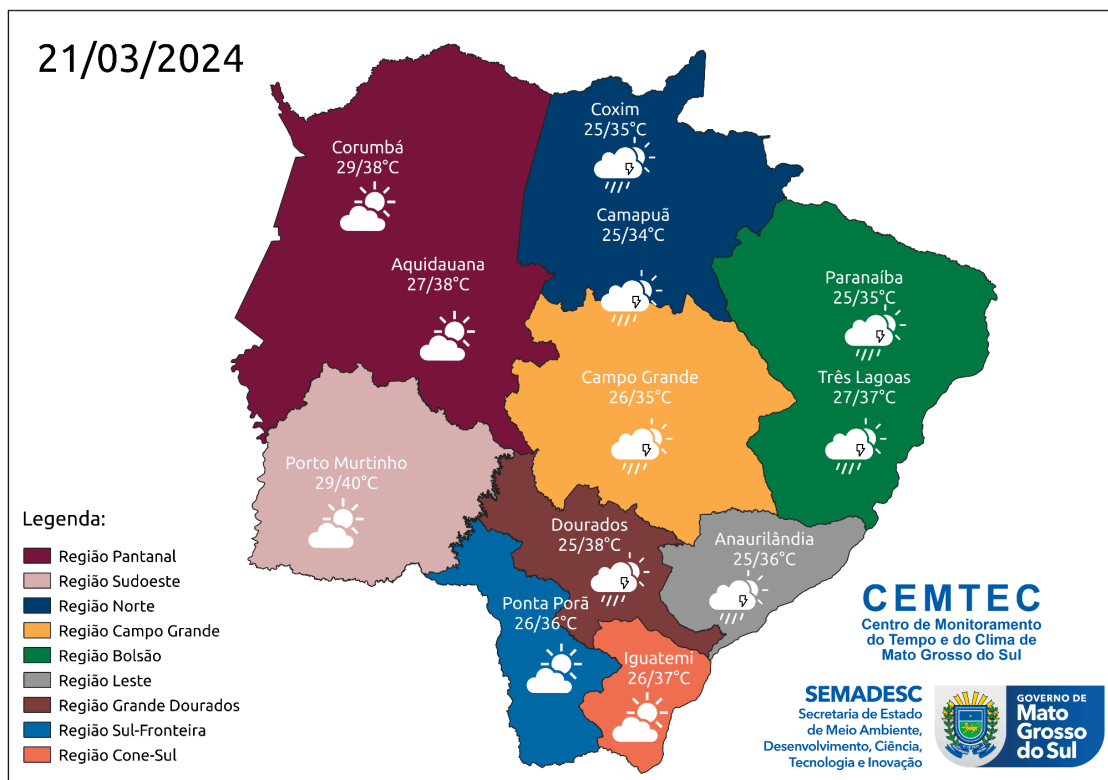 21/03/2024
Coxim
25/35°C
Corumbá
29/38°C
Camapuã
25/34°C
Aquidauana
27/38°C
Paranaíba
25/35°C
Campo Grande
26/35°C
Três Lagoas
27/37°C
Porto Murtinho
29/40°C
Dourados
25/38°C
Anaurilândia
25/36°C
Ponta Porã
26/36°C
Iguatemi
26/37°C
Legenda:
Região Pantanal
Região Sudoeste
Região Norte
Região Campo Grande
Região Bolsão
Região Leste
Região Grande Dourados
Região Sul-Fronteira
Região Cone-Sul
CEMTEC
Centro de Monitoramento
do Tempo e do Clima de
Mato Grosso do Sul
SEMADESC
Secretaria de Estado
de Meio Ambiente,
Desenvolvimento, Ciência,
Tecnologia e Inovação
GOVERNO DE
Mato
Grosso
do Sul